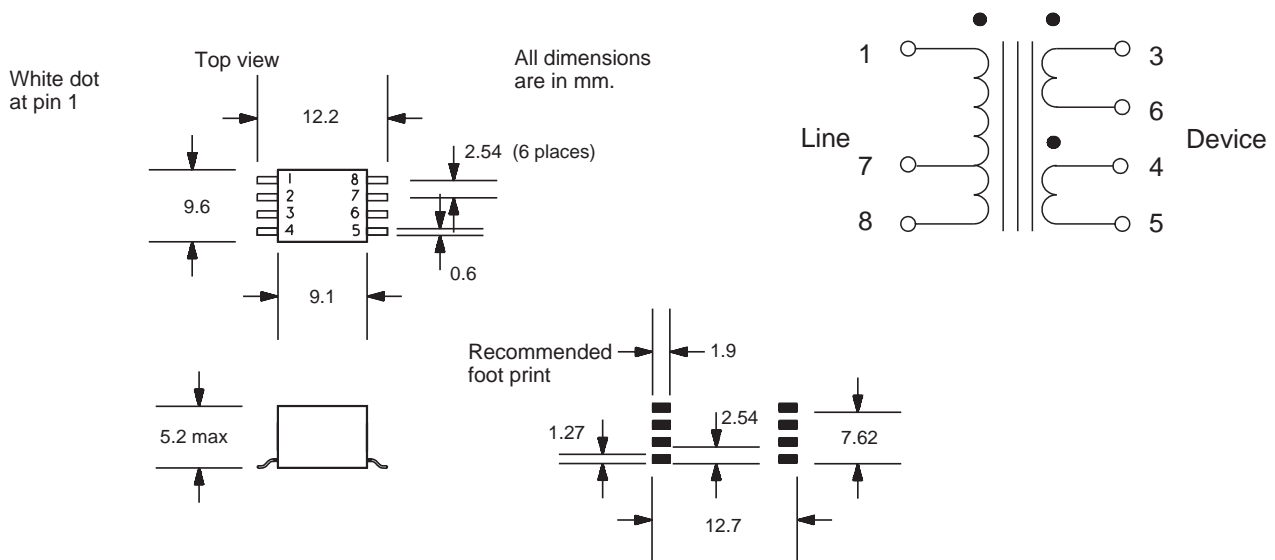 White dot
at pin 1
Top view
All dimensions
are in mm.
12.2
2.54 (6 places)
9.6
1 8
2 7
3 6
4 5
0.6
9.1
1 3
6
Line Device
7 4
8 5
Recommended
foot print
1.9
5.2 max
1.27
2.54
7.62
12.7